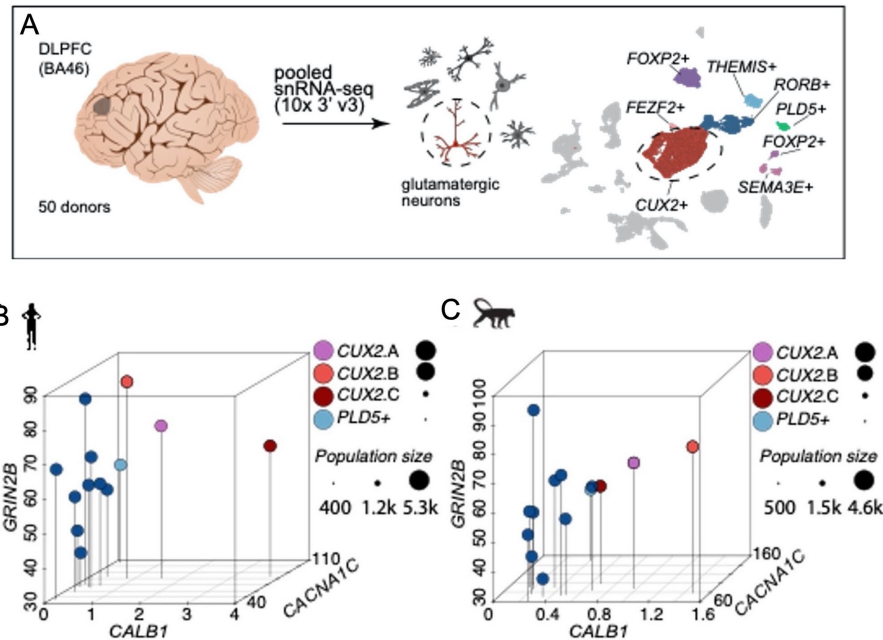 A
DLPFC
(BA46)
50 donors
pooled
snRNA-seq
(10x 3' v3)
glutamatergic
neurons
FOXP2+
THEMIS+
RORB+
FEZF2+
PLD5+
FOXP2+
SEMA3E+
CUX2+
B
GRIN2B
90
80
70
60
50
40
30
0
1
2
3
4
CALB1
40
110
CACNA1C
CUX2.A
CUX2.B
CUX2.C
PLD5+
Population size
400 1.2k 5.3k
C
GRIN2B
100
90
80
70
60
50
40
30
0
0.4
0.8
1.2
1.6
CALB1
60
160
CACNA1C
CUX2.A
CUX2.B
CUX2.C
PLD5+
Population size
500 1.5k 4.6k